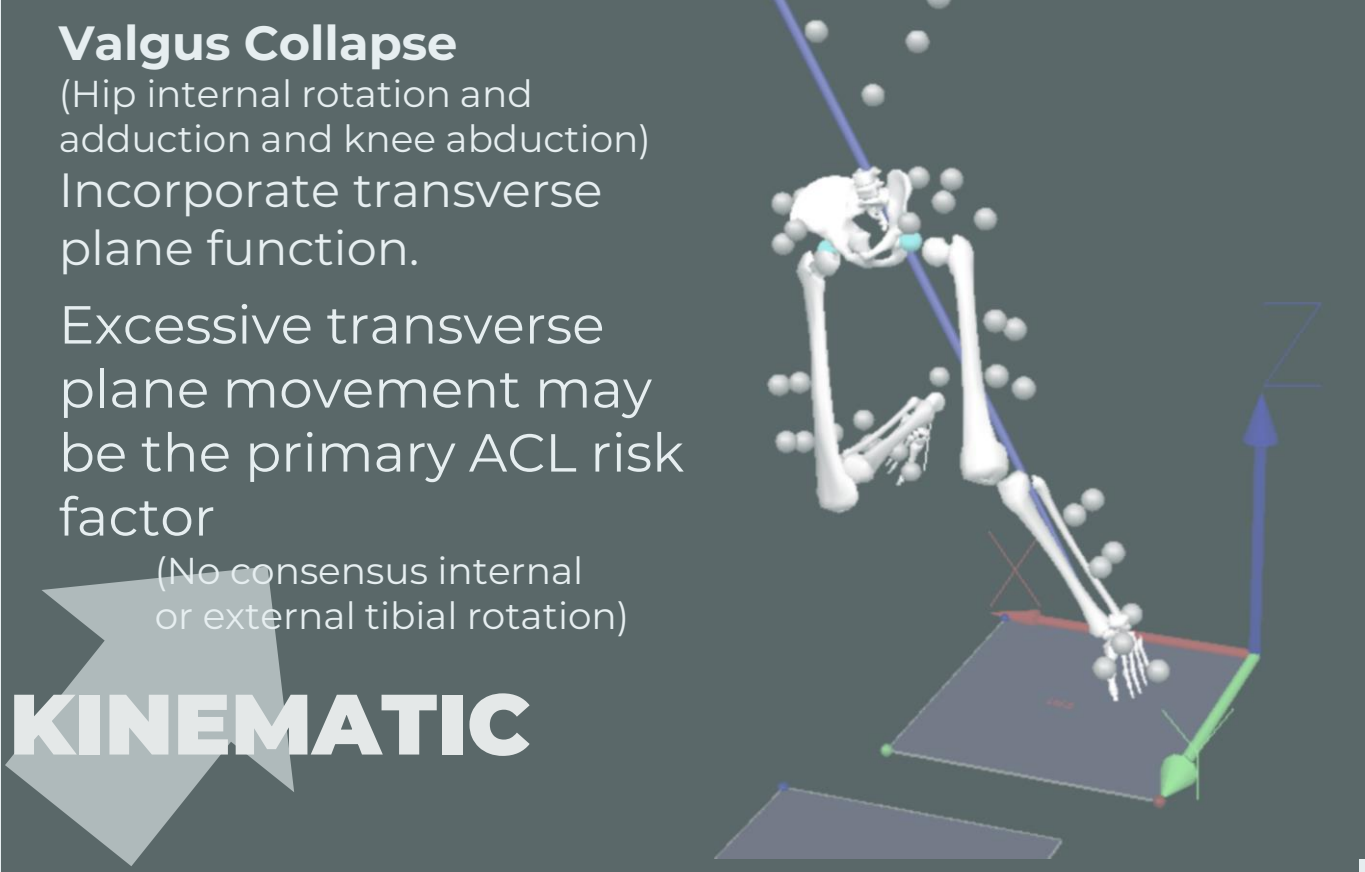 Valgus Collapse
(Hip internal rotation and
adduction and knee abduction)
Incorporate transverse
plane function.
Excessive transverse
plane movement may
be the primary ACL risk
factor
(No consensus internal
or external tibial rotation)
KINEMATIC
Z
X
Y